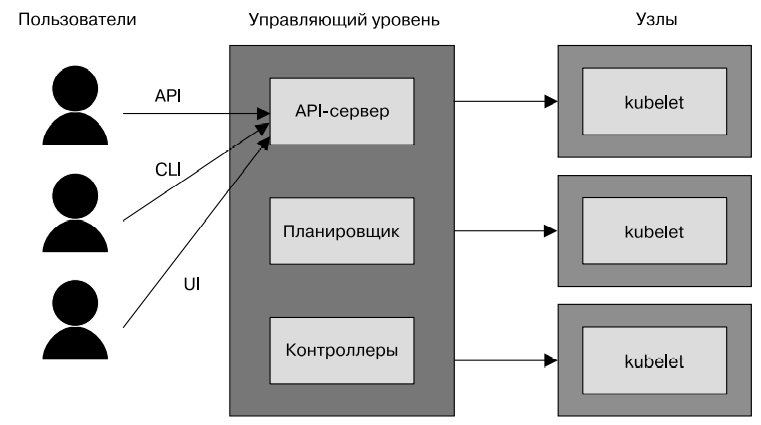 Пользователи
Управляющий уровень
Узлы
API
CLI
UI
API-сервер
Планировщик
Контроллеры
kubelet
kubelet
kubelet